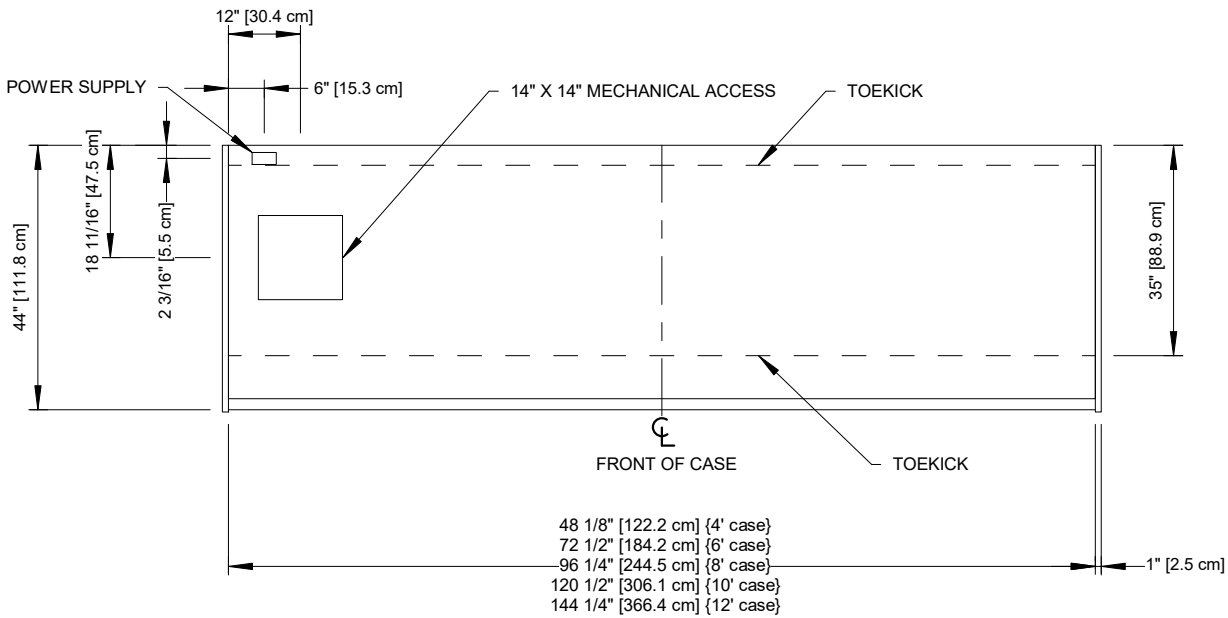 12" [30.4 cm]
POWER SUPPLY
6" [15.3 cm]
14" X 14" MECHANICAL ACCESS
TOEKICK
44" [111.8 cm]
18 11/16" [47.5 cm]
2 3/16" [5.5 cm]
35" [88.9 cm]
CL
FRONT OF CASE
TOEKICK
48 1/8" [122.2 cm] {4' case}
72 1/2" [184.2 cm] {6' case}
96 1/4" [244.5 cm] {8' case}
120 1/2" [306.1 cm] {10' case}
144 1/4" [366.4 cm] {12' case}
1" [2.5 cm]